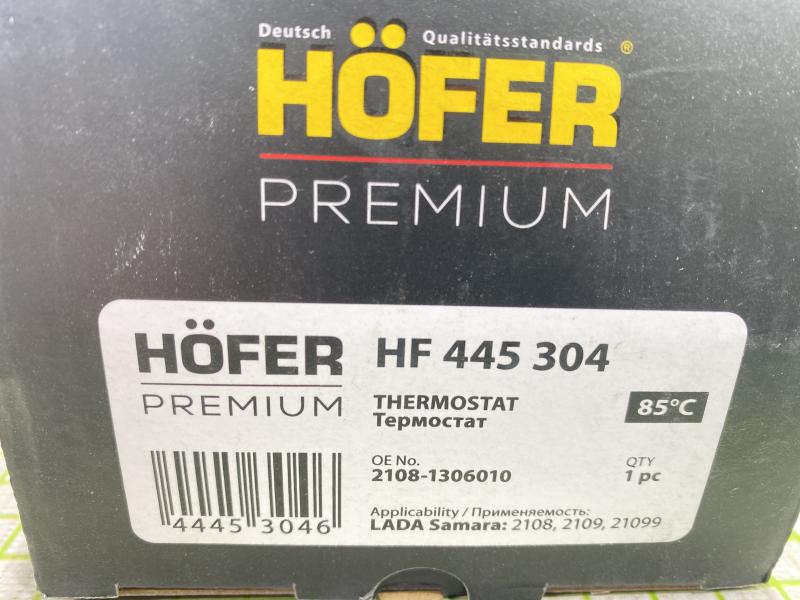 Deutsch Qualitätsstandards ®
HÖFER
PREMIUM
HÖFER
PREMIUM
HF 445 304
THERMOSTAT
Термостат
85°C
OE No.
2108-1306010
QTY
1 pc
4445 3046
Applicability / Применяемость:
LADA Samara: 2108, 2109, 21099